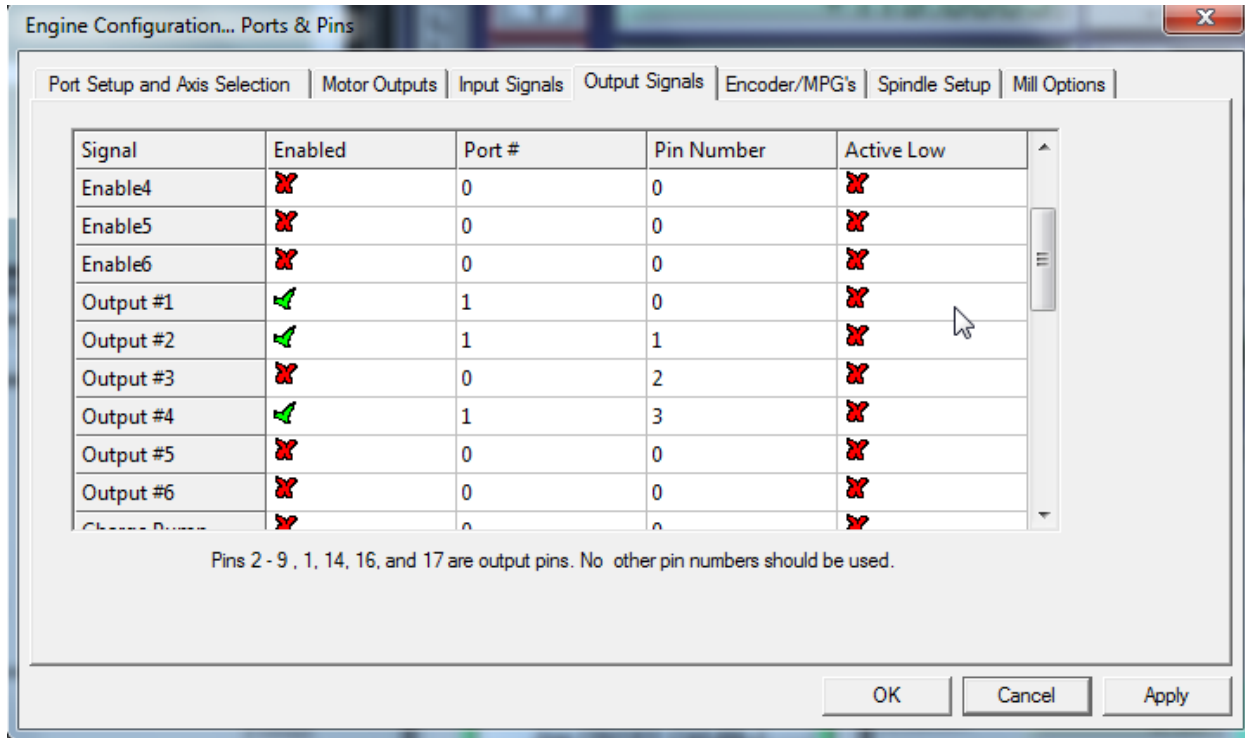 Engine Configuration... Ports & Pins
Port Setup and Axis Selection Motor Outputs Input Signals Output Signals Encoder/MPG's Spindle Setup Mill Options
Signal Enabled Port # Pin Number Active Low
Enable4 0 0
Enable5 0 0
Enable6 0 0
Output #1 1 0
Output #2 1 1
Output #3 0 2
Output #4 1 3
Output #5 0 0
Output #6 0 0
Charge Pump 0 0
Pins 2 - 9 , 1, 14, 16, and 17 are output pins. No other pin numbers should be used.
OK Cancel Apply